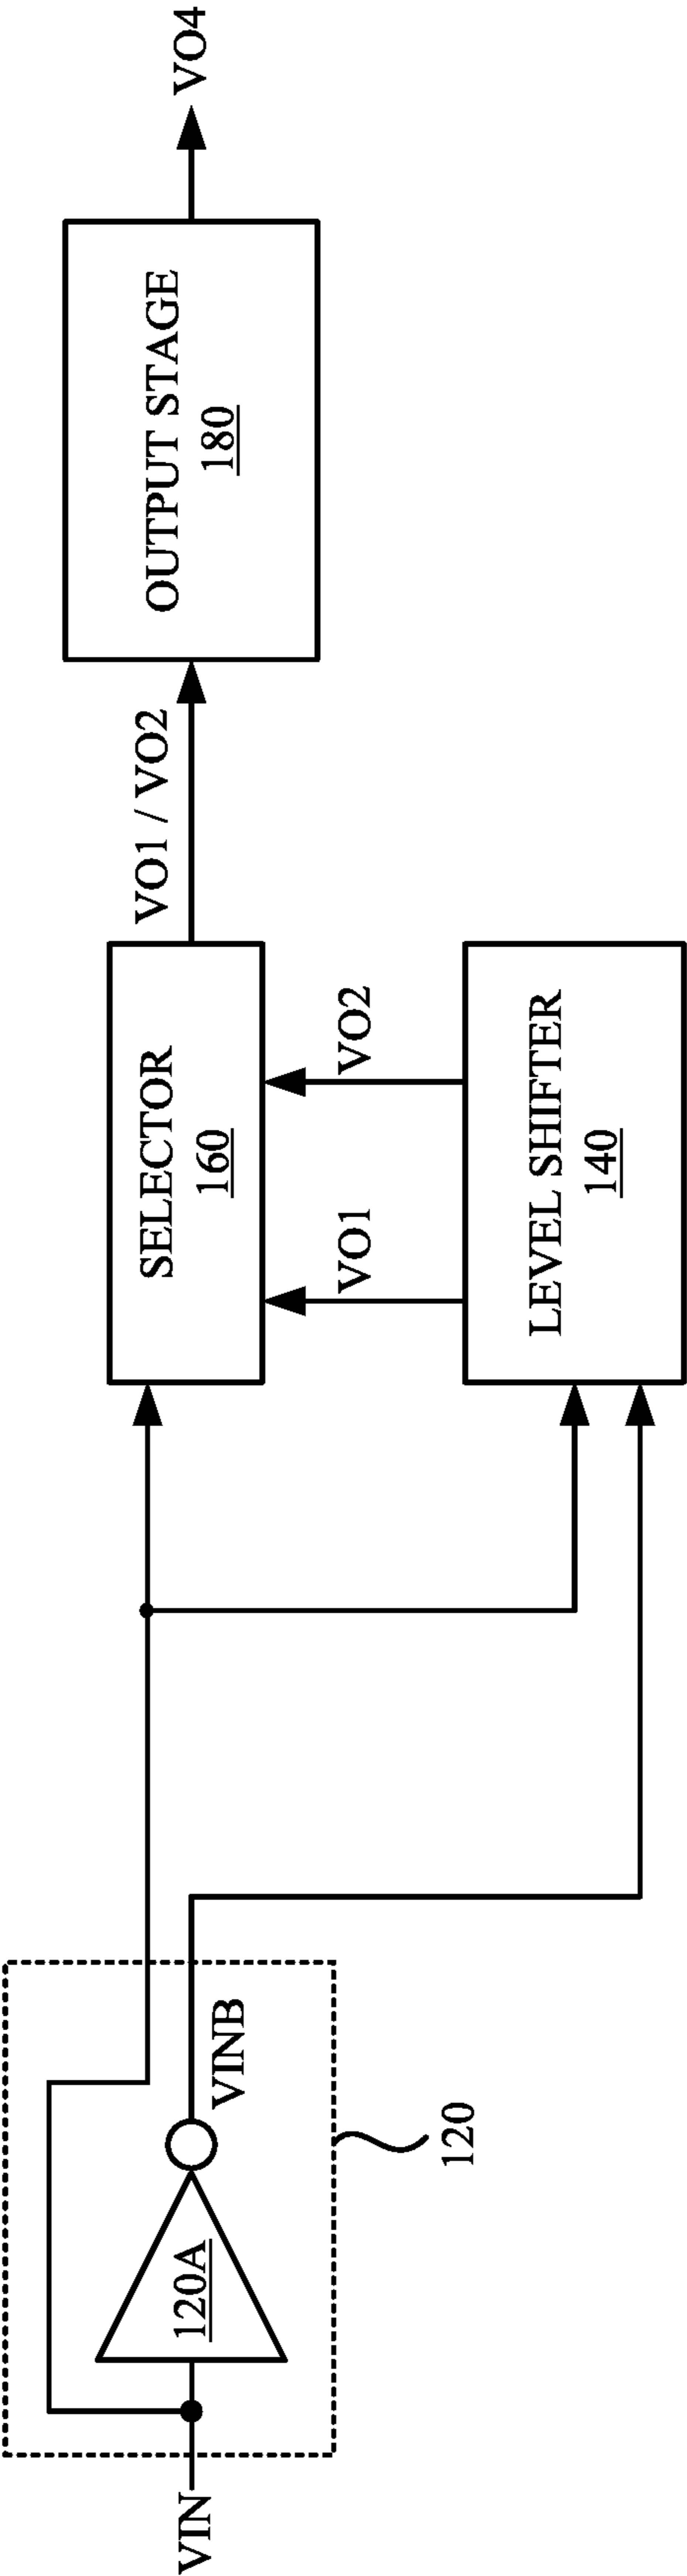 VIN
120A
VINB
120
SELECTOR
160
VO1
VO2
LEVEL SHIFTER
140
VO1 / VO2
OUTPUT STAGE
180
VO4